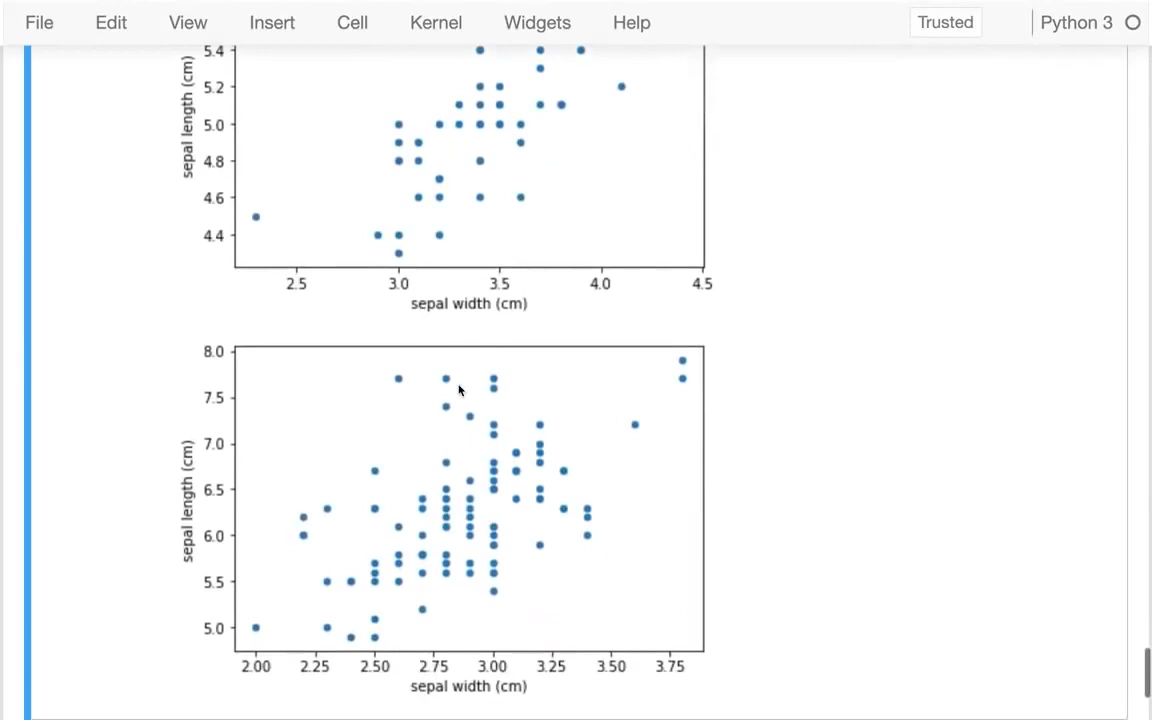 File Edit View Insert Cell Kernel Widgets Help Trusted Python 3
5.4
5.2
5.0
4.8
4.6
4.4
sepal length (cm)
2.5 3.0 3.5 4.0 4.5
sepal width (cm)
8.0
7.5
7.0
6.5
6.0
5.5
5.0
sepal length (cm)
2.00 2.25 2.50 2.75 3.00 3.25 3.50 3.75
sepal width (cm)